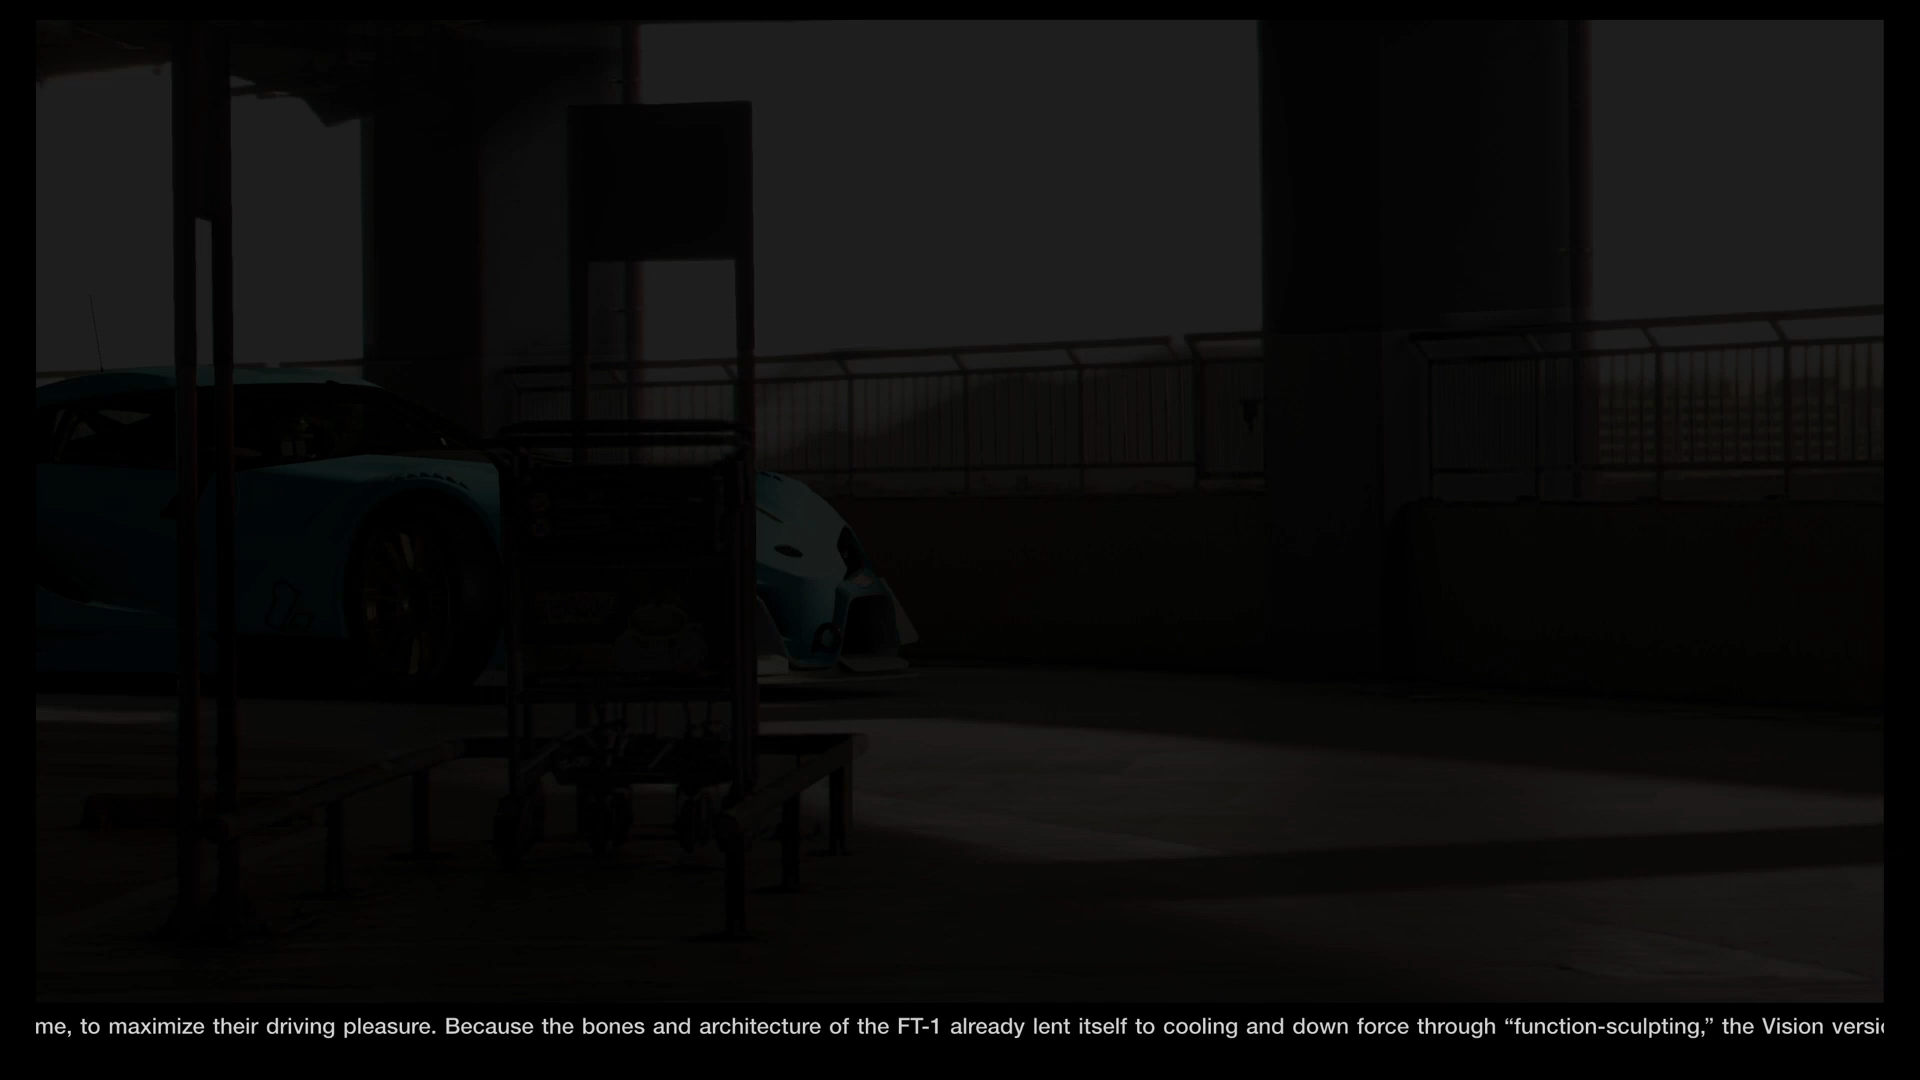 me, to maximize their driving pleasure. Because the bones and architecture of the FT-1 already lent itself to cooling and down force through “function-sculpting,” the Vision versi